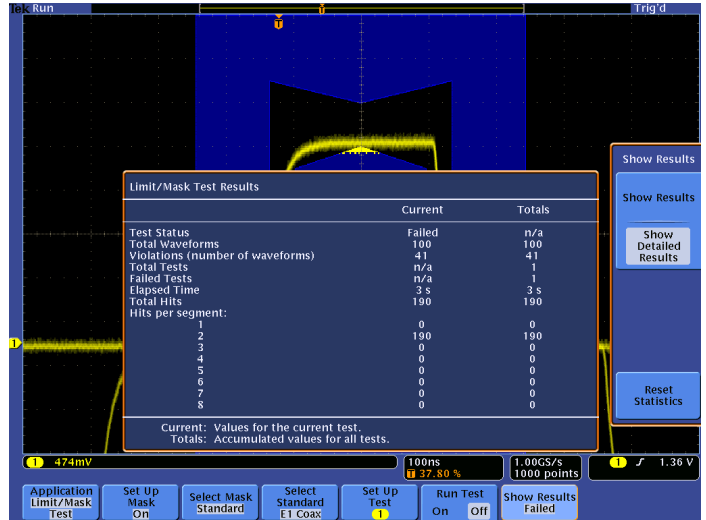 Tek Run Trig'd
T
T
Show Results
Show Results
Show
Detailed
Results
Reset
Statistics
Limit/Mask Test Results
Current Totals
Test Status Failed n/a
Total Waveforms 100 100
Violations (number of waveforms) 41 41
Total Tests n/a 1
Failed Tests n/a 1
Elapsed Time 3 s 3 s
Total Hits 190 190
Hits per segment:
1 0 0
2 190 190
3 0 0
4 0 0
5 0 0
6 0 0
7 0 0
8 0 0
Current: Values for the current test.
Totals: Accumulated values for all tests.
1
1 474mV 100ns 1.00GS/s 1 1.36 V
T 37.80 % 1000 points
Application
Limit/Mask
Test
Set Up
Mask
On
Select Mask
Standard
Select
Standard
E1 Coax
Set Up
Test
1
Run Test
On Off
Show Results
Failed